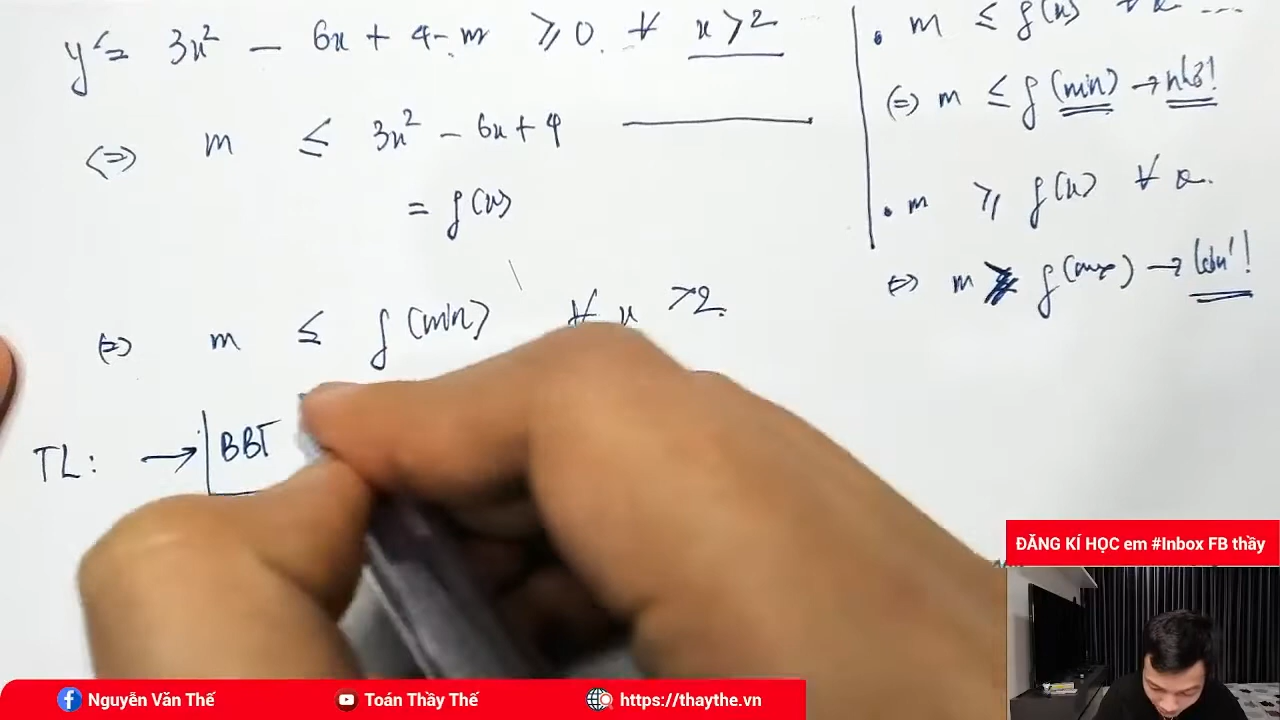 y' = 3x² - 6x + 4 - m ≥ 0 ∀ x > 2
⇔ m ≤ 3x² - 6x + 4
= f(x)
⇔ m ≤ f(min) ∀ x > 2.
TL: → BBT
• m ≤ f(x) ∀ x ...
⇔ m ≤ f(min) → nhỏ!
• m ≥ f(x) ∀ x.
⇔ m ≥ f(max) → lớn!
ĐĂNG KÍ HỌC em #Inbox FB thầy
Nguyễn Văn Thế
Toán Thầy Thế
https://thaythe.vn